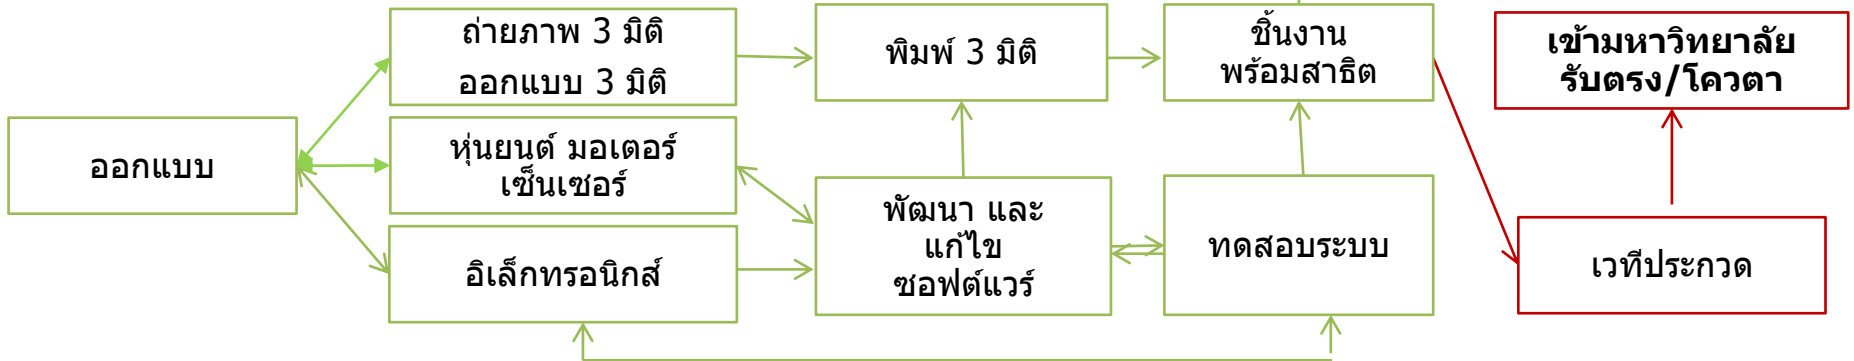 ออกแบบ
ถ่ายภาพ 3 มิติ
ออกแบบ 3 มิติ
หุ่นยนต์ มอเตอร์
เซ็นเซอร์
อิเล็กทรอนิกส์
พิมพ์ 3 มิติ
พัฒนา และ
แก้ไข
ซอฟต์แวร์
ชิ้นงาน
พร้อมสาธิต
ทดสอบระบบ
เข้ามหาวิทยาลัย
รับตรง/โควตา
เวทีประกวด